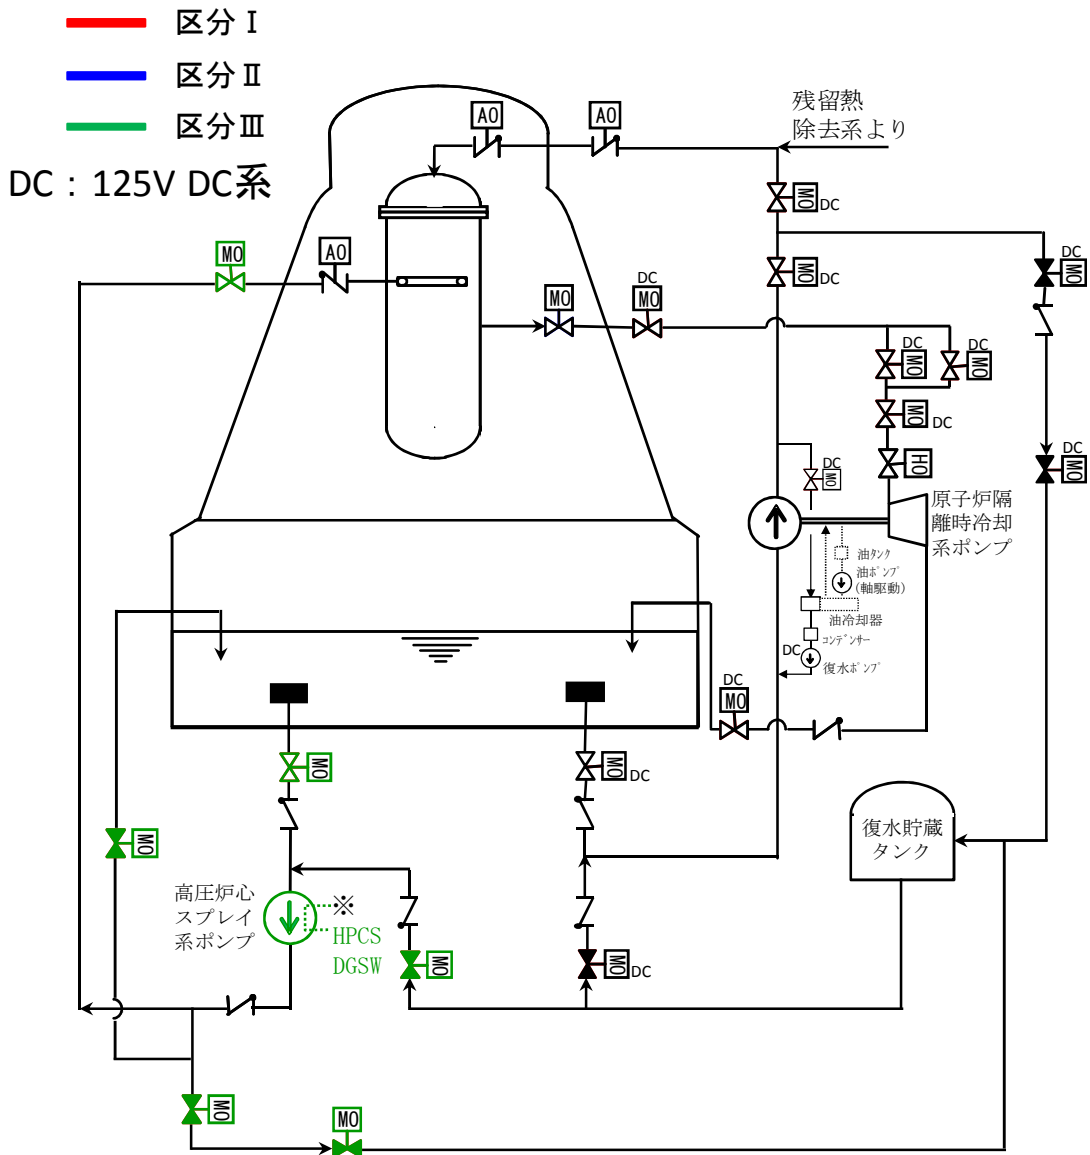 区分Ⅰ
区分Ⅱ
区分Ⅲ
DC：125V DC系
残留熱
除去系より
AO
AO
MO
DC
MO
AO
MO
DC
DC
MO
MO
DC
MO
DC
MO
DC
MO
MO
DC
HO
DC
MO
DC
MO
原子炉隔
離時冷却
系ポンプ
油タンク
油ポンプ
(軸駆動)
油冷却器
コンデンサー
DC
復水ポンプ
DC
MO
MO
MO
DC
MO
復水貯蔵
タンク
高圧炉心
スプレイ
系ポンプ
※
HPCS
DGSW
MO
MO
DC
MO
MO